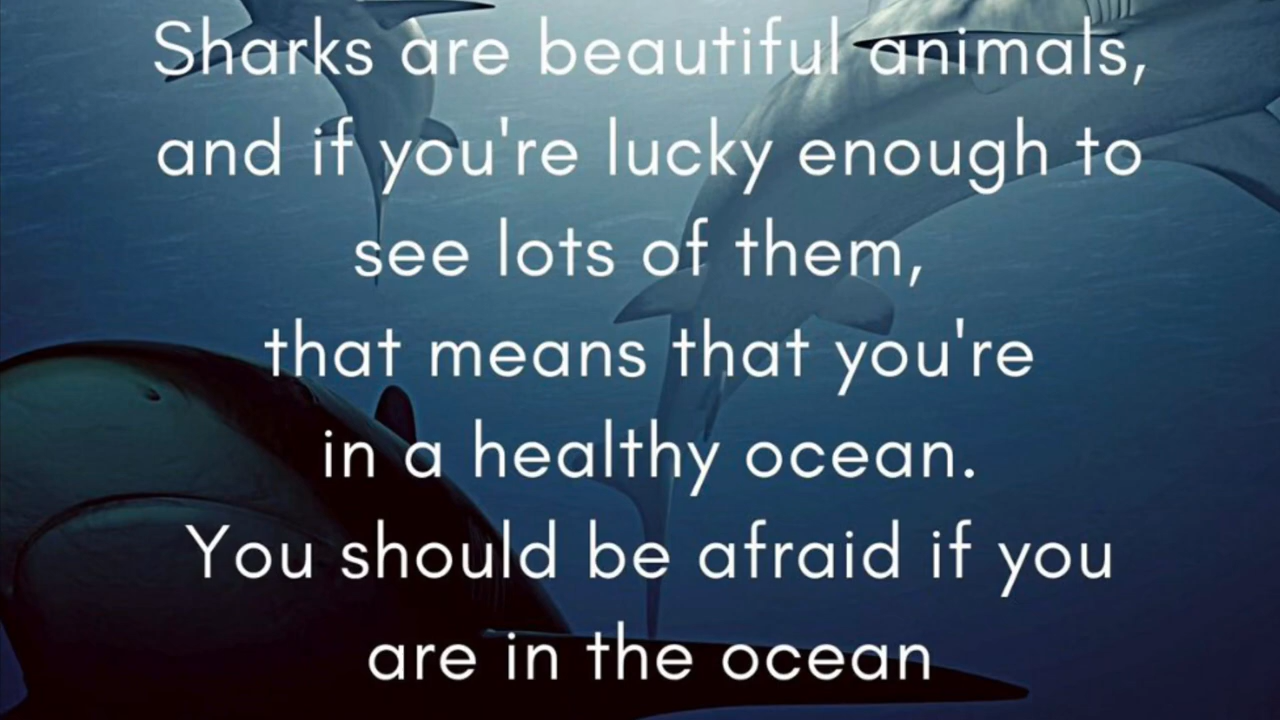 Sharks are beautiful animals,
and if you're lucky enough to
see lots of them,
that means that you're
in a healthy ocean.
You should be afraid if you
are in the ocean